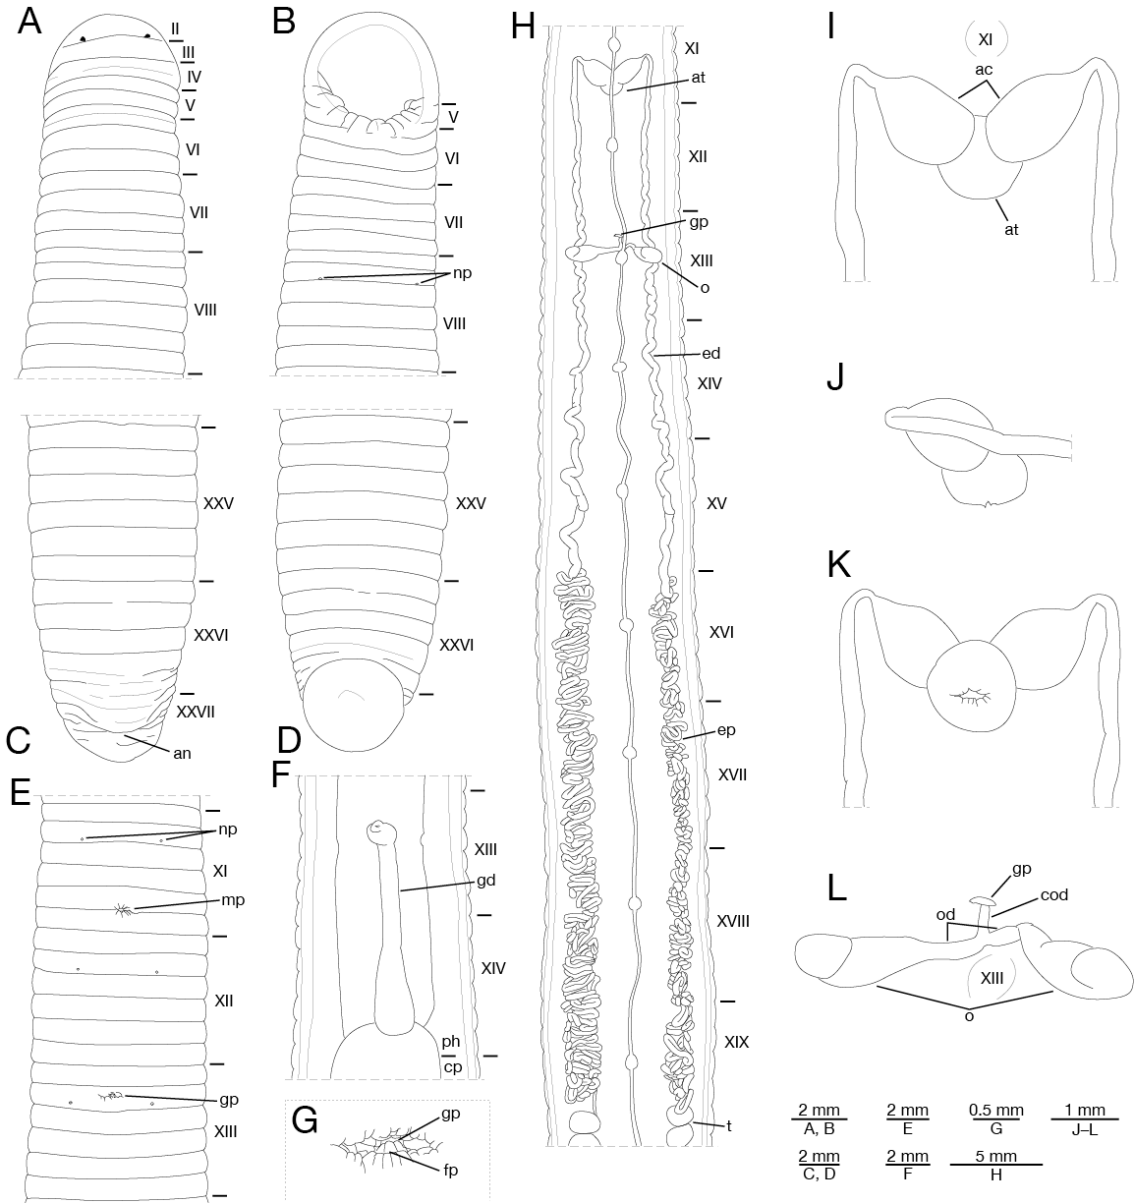 A
II
III
IV
V
VI
VII
VIII
B
V
VI
VII
np
VIII
C
XXV
XXVI
XXVII
an
D
XXV
XXVI
E
np
XI
mp
XII
gp
XIII
F
XIII
gd
XIV
ph
cp
G
gp
fp
H
XI
at
XII
gp
XIII
o
ed
XIV
XV
XVI
ep
XVII
XVIII
XIX
t
I
XI
ac
at
J
K
L
gp
cod
od
XIII
o
2 mm
A, B
2 mm
E
0.5 mm
G
1 mm
J–L
2 mm
C, D
2 mm
F
5 mm
H